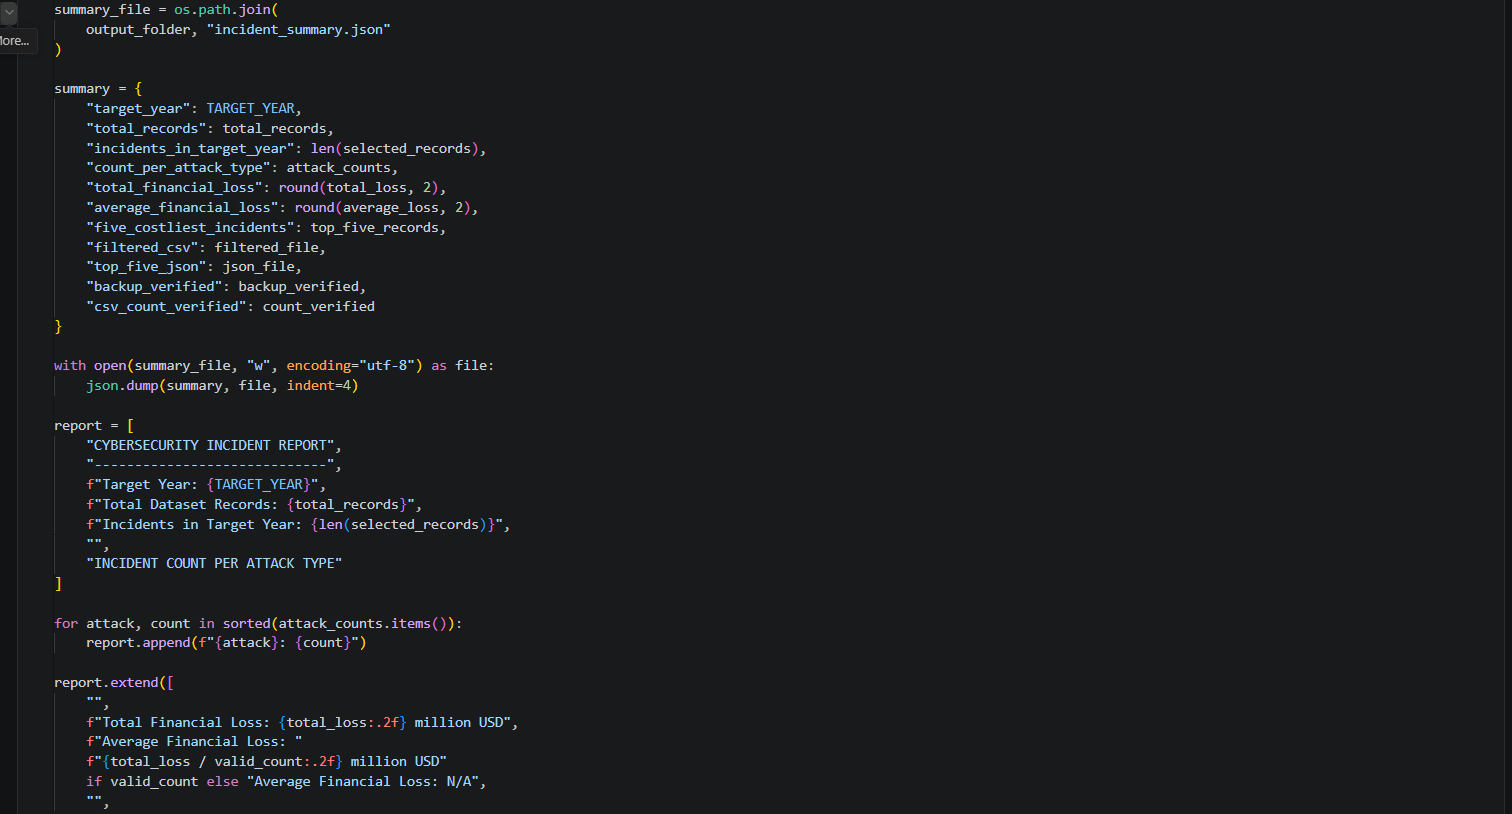 summary_file = os.path.join(
    output_folder, "incident_summary.json"
More...
)

summary = {
    "target_year": TARGET_YEAR,
    "total_records": total_records,
    "incidents_in_target_year": len(selected_records),
    "count_per_attack_type": attack_counts,
    "total_financial_loss": round(total_loss, 2),
    "average_financial_loss": round(average_loss, 2),
    "five_costliest_incidents": top_five_records,
    "filtered_csv": filtered_file,
    "top_five_json": json_file,
    "backup_verified": backup_verified,
    "csv_count_verified": count_verified
}

with open(summary_file, "w", encoding="utf-8") as file:
    json.dump(summary, file, indent=4)

report = [
    "CYBERSECURITY INCIDENT REPORT",
    "-----------------------------",
    f"Target Year: {TARGET_YEAR}",
    f"Total Dataset Records: {total_records}",
    f"Incidents in Target Year: {len(selected_records)}",
    "",
    "INCIDENT COUNT PER ATTACK TYPE"
]

for attack, count in sorted(attack_counts.items()):
    report.append(f"{attack}: {count}")

report.extend([
    "",
    f"Total Financial Loss: {total_loss:.2f} million USD",
    f"Average Financial Loss: "
    f"{total_loss / valid_count:.2f} million USD"
    if valid_count else "Average Financial Loss: N/A",
    "",